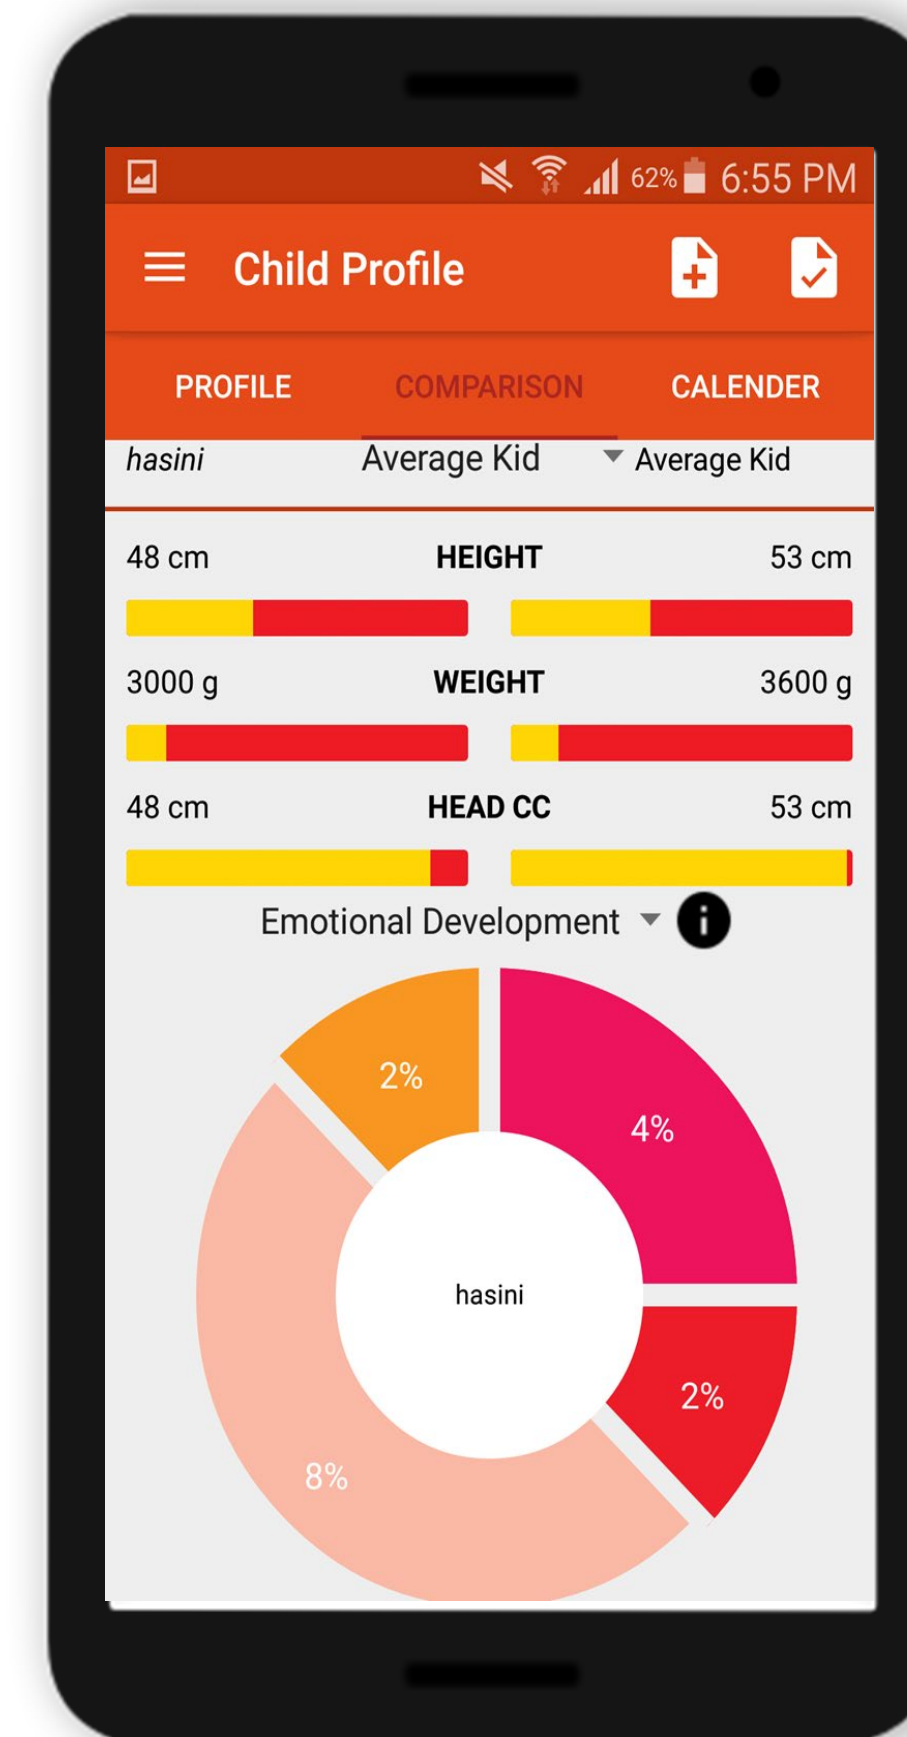 62% 6:55 PM
Child Profile
PROFILE COMPARISON CALENDER
hasini Average Kid Average Kid
48 cm HEIGHT 53 cm
3000 g WEIGHT 3600 g
48 cm HEAD CC 53 cm
Emotional Development i
2%
4%
hasini
2%
8%